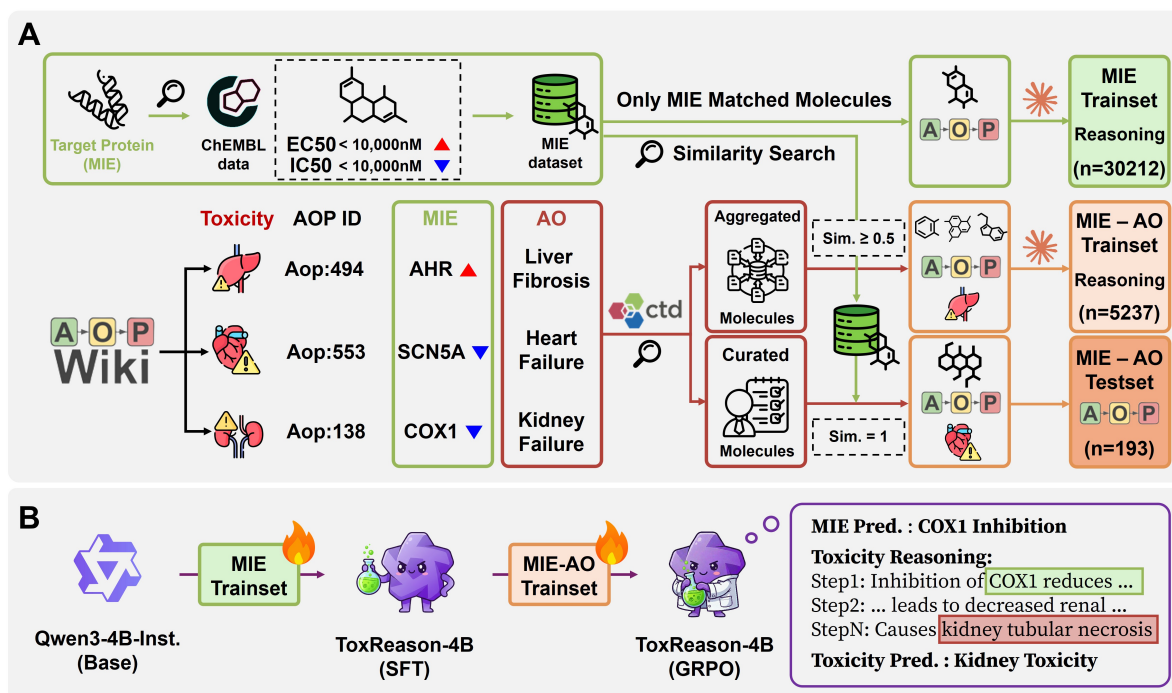 A
Target Protein
(MIE)
ChEMBL
data
EC50 < 10,000nM
IC50 < 10,000nM
MIE
dataset
Only MIE Matched Molecules
Similarity Search
A O P
MIE
Trainset
Reasoning
(n=30212)
Toxicity
AOP ID
MIE
AO
A O P
Wiki
Aop:494
AHR
Liver
Fibrosis
Aop:553
SCN5A
Heart
Failure
Aop:138
COX1
Kidney
Failure
ctd
Aggregated
Molecules
Curated
Molecules
Sim. ≥ 0.5
Sim. = 1
A O P
MIE – AO
Trainset
Reasoning
(n=5237)
A O P
MIE – AO
Testset
A O P
(n=193)
B
Qwen3-4B-Inst.
(Base)
MIE
Trainset
ToxReason-4B
(SFT)
MIE-AO
Trainset
ToxReason-4B
(GRPO)
MIE Pred. : COX1 Inhibition
Toxicity Reasoning:
Step1: Inhibition of COX1 reduces ...
Step2: ... leads to decreased renal ...
StepN: Causes kidney tubular necrosis
Toxicity Pred. : Kidney Toxicity